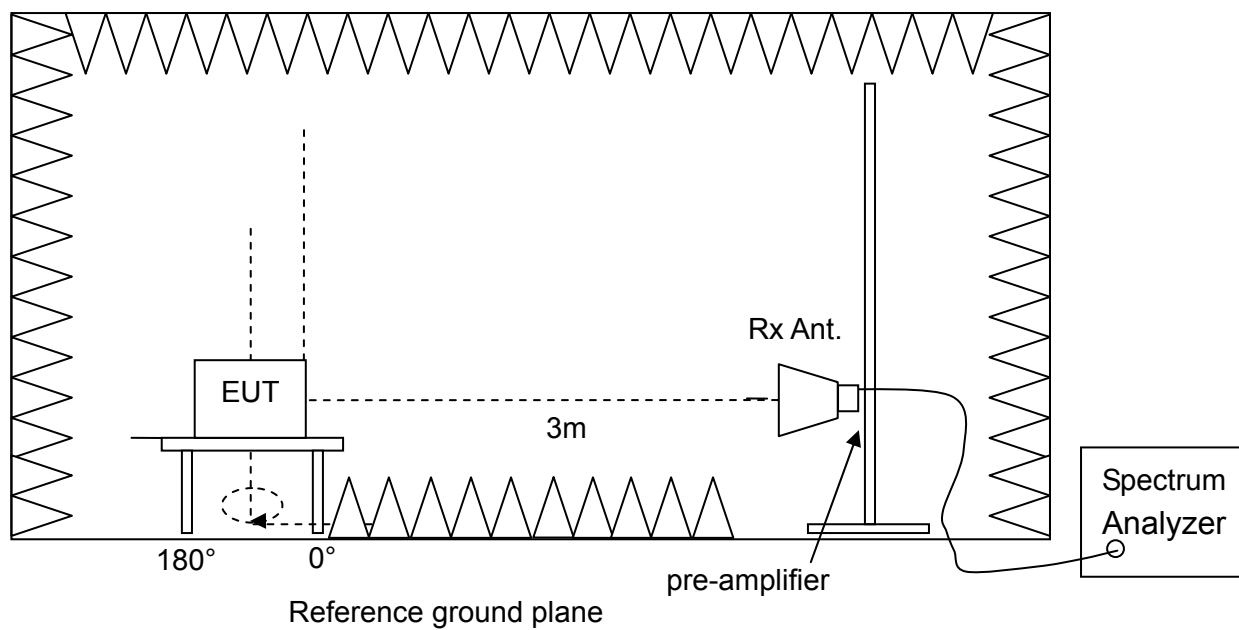 Rx Ant.
EUT
3m
Spectrum
Analyzer
180° 0°
pre-amplifier
Reference ground plane